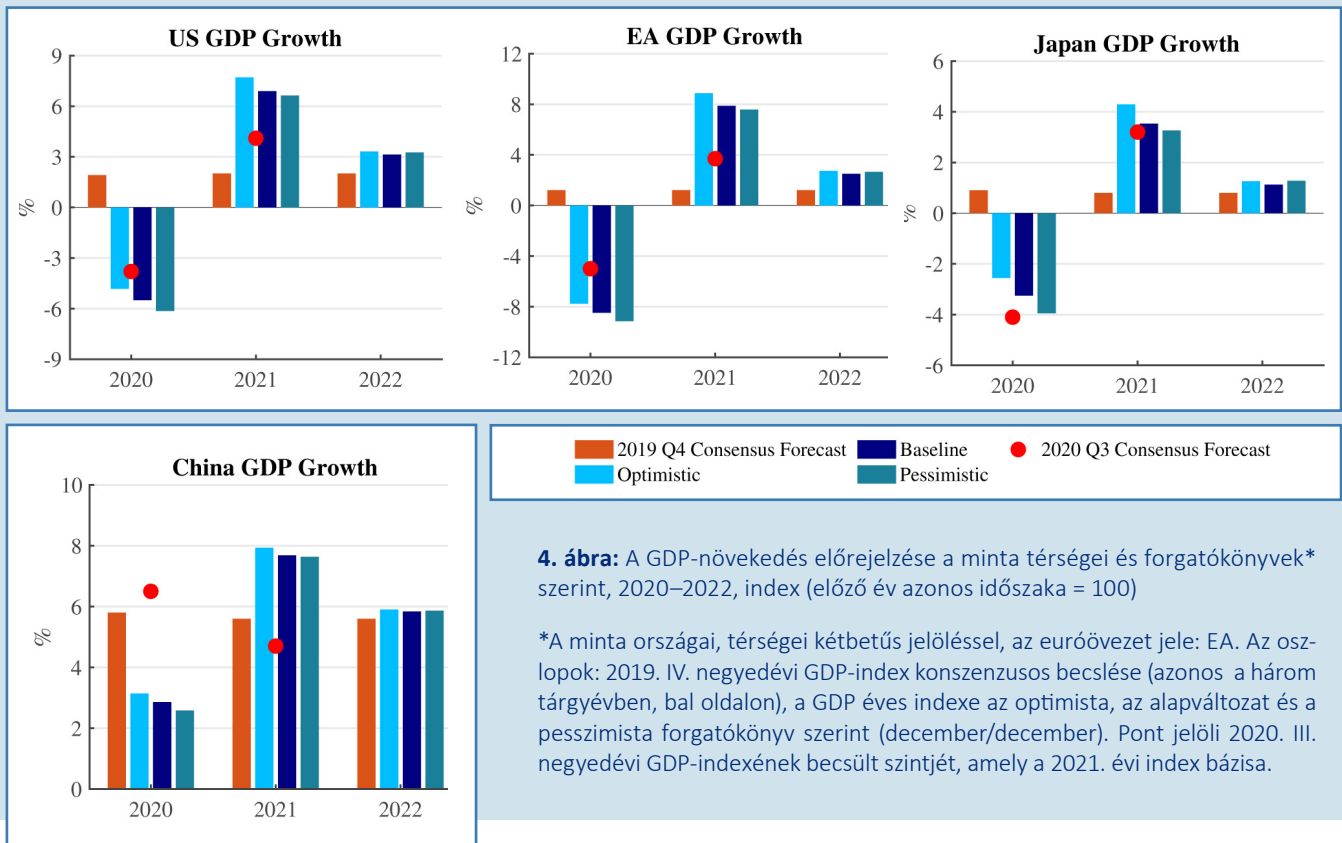 US GDP Growth
9
6
3
0
-3
-6
-9
%
2020 2021 2022
EA GDP Growth
12
8
4
0
-4
-8
-12
%
2020 2021 2022
Japan GDP Growth
6
4
2
0
-2
-4
-6
%
2020 2021 2022
China GDP Growth
10
8
6
4
2
0
%
2020 2021 2022
2019 Q4 Consensus Forecast Baseline 2020 Q3 Consensus Forecast
Optimistic Pessimistic
4. ábra: A GDP-növekedés előrejelzése a minta térségei és forgatókönyvek*
szerint, 2020–2022, index (előző év azonos időszaka = 100)
*A minta országai, térségei kétbetűs jelöléssel, az euróövezet jele: EA. Az osz-
lopok: 2019. IV. negyedévi GDP-index konszenzusos becslése (azonos a három
tárgyévben, bal oldalon), a GDP éves indexe az optimista, az alapváltozat és a
pesszimista forgatókönyv szerint (december/december). Pont jelöli 2020. III.
negyedévi GDP-indexének becsült szintjét, amely a 2021. évi index bázisa.